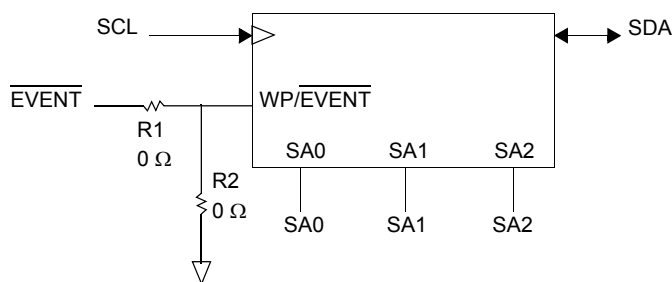 SCL
SDA
EVENT
WP/EVENT
R1
0 Ω
SA0 SA1 SA2
R2
0 Ω
SA0 SA1 SA2